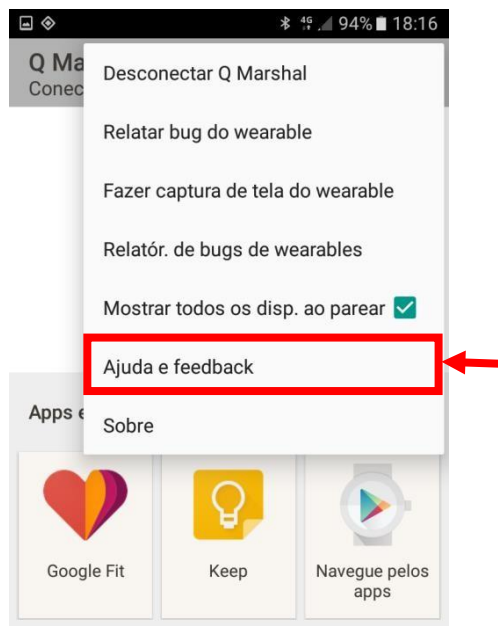 4G 94% 18:16
Q Ma
Conec
Desconectar Q Marshal
Relatar bug do wearable
Fazer captura de tela do wearable
Relatór. de bugs de wearables
Mostrar todos os disp. ao parear
Ajuda e feedback
Sobre
Apps e
Google Fit
Keep
Navegue pelos
apps